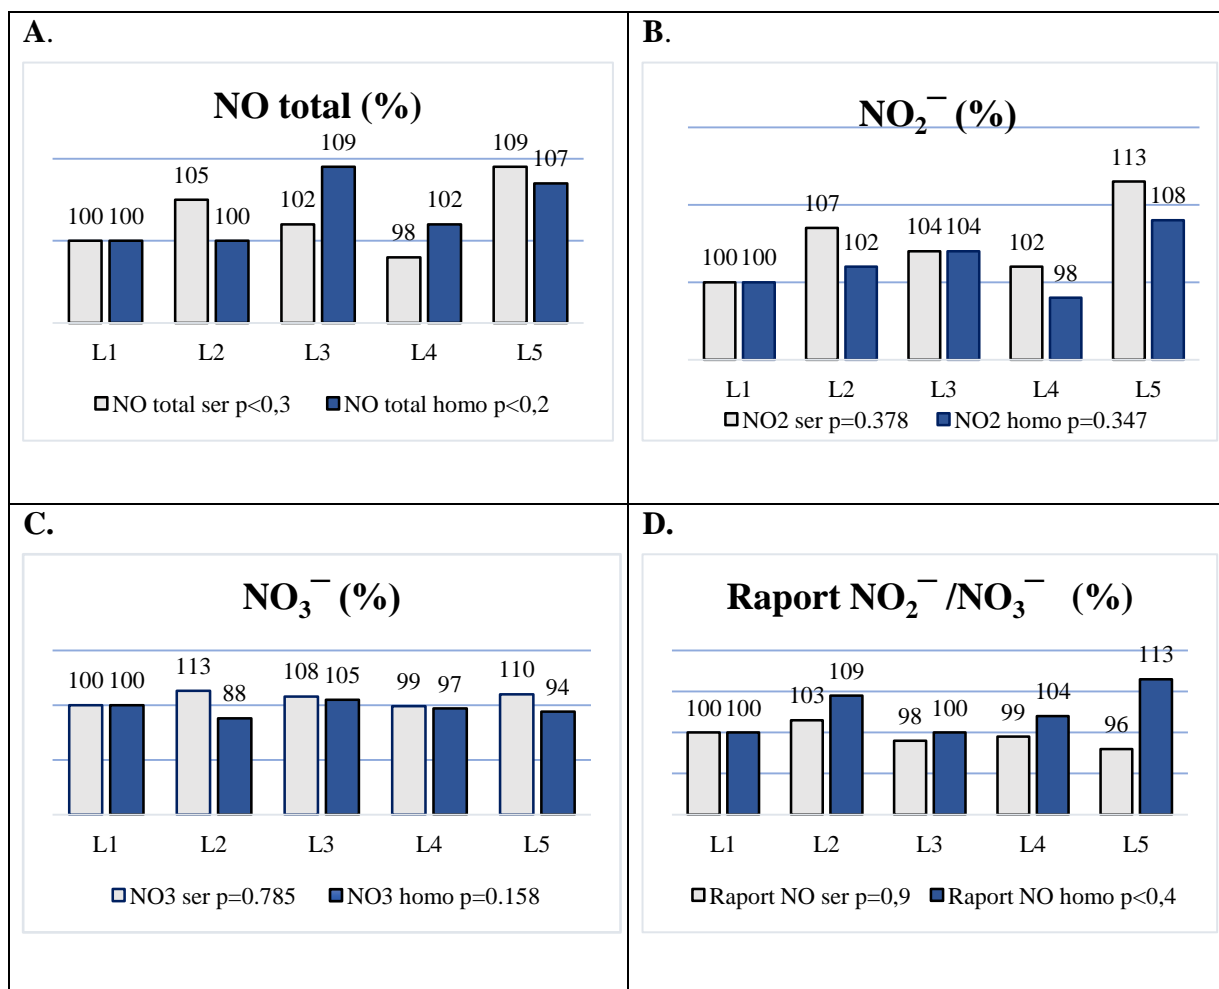 A.
NO total (%)
109
109
107
105
102
102
100 100
100
98
L1 L2 L3 L4 L5
NO total ser p<0,3 NO total homo p<0,2
B.
NO₂⁻ (%)
113
107
108
104 104
102
102
100 100
98
L1 L2 L3 L4 L5
NO2 ser p=0.378 NO2 homo p=0.347
C.
NO₃⁻ (%)
113
108 105
110
100 100
99 97
94
88
L1 L2 L3 L4 L5
NO3 ser p=0.785 NO3 homo p=0.158
D.
Raport NO₂⁻/NO₃⁻ (%)
113
109
103
104
100 100
98 100
99
96
L1 L2 L3 L4 L5
Raport NO ser p=0,9 Raport NO homo p<0,4